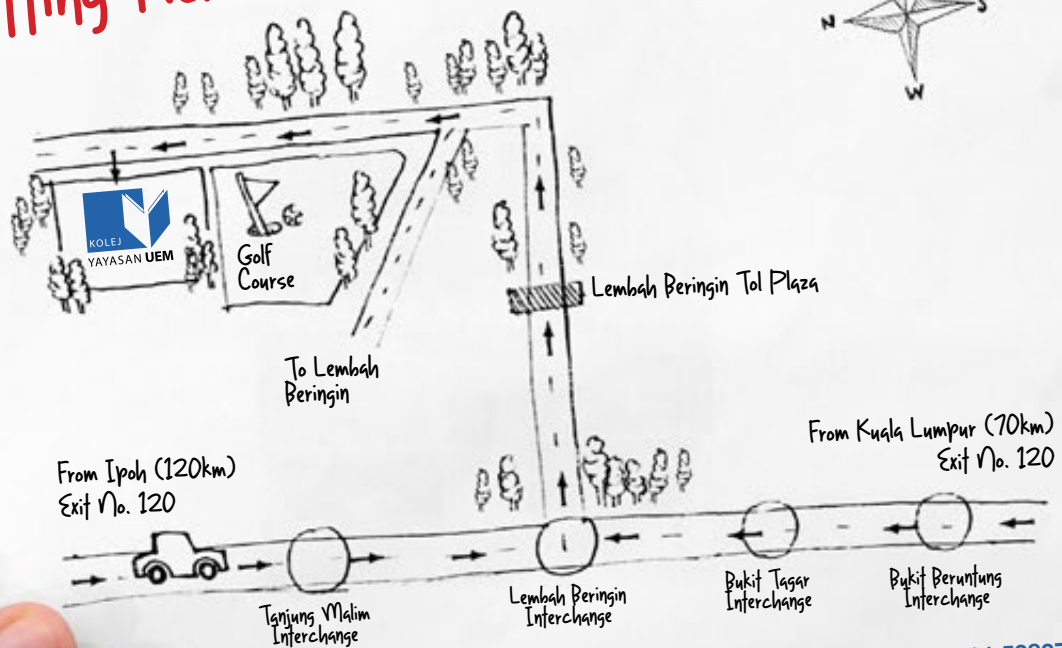 N
S
W
KOLEJ
YAYASAN UEM
Golf
Course
Lembah Beringin Tol Plaza
To Lembah
Beringin
From Kuala Lumpur (70km)
Exit No. 120
From Ipoh (120km)
Exit No. 120
Tanjung Malim
Interchange
Lembah Beringin
Interchange
Bukit Tagar
Interchange
Bukit Beruntung
Interchange